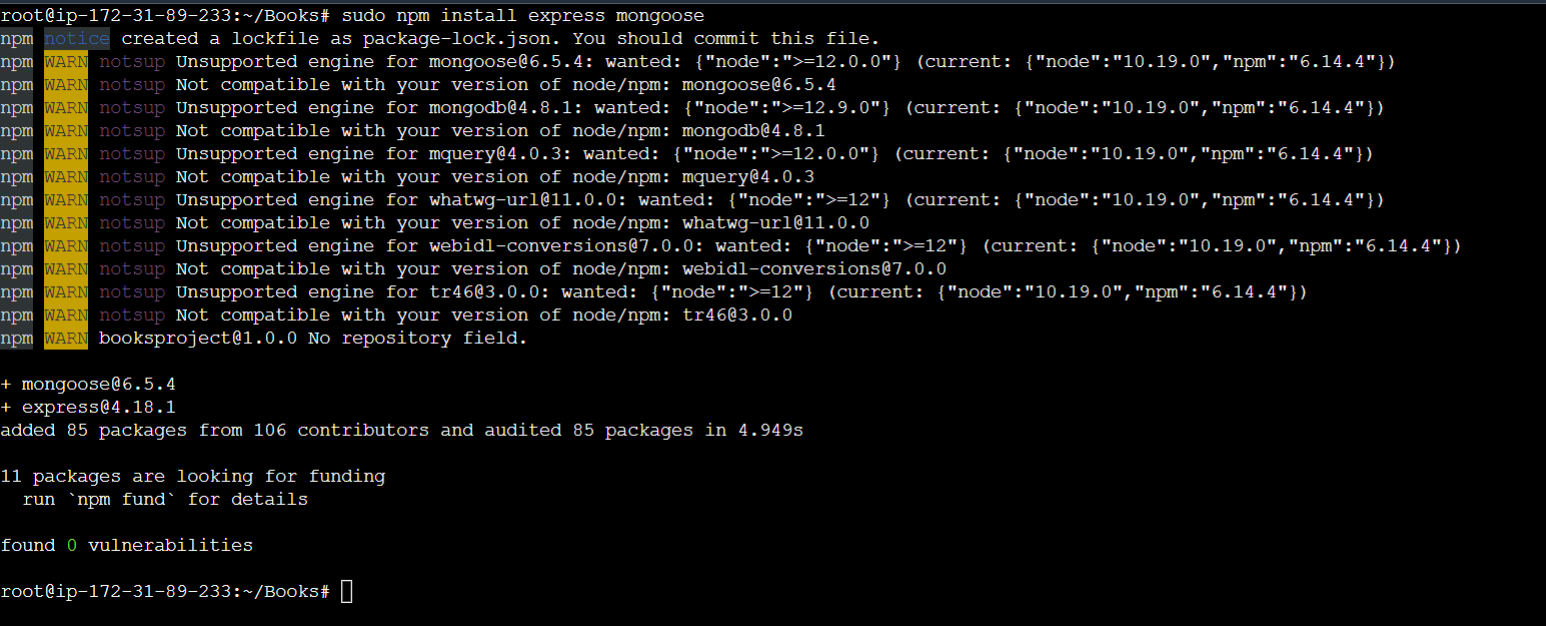 root@ip-172-31-89-233:~/Books# sudo npm install express mongoose
npm notice created a lockfile as package-lock.json. You should commit this file.
npm WARN notsup Unsupported engine for mongoose@6.5.4: wanted: {"node":">=12.0.0"} (current: {"node":"10.19.0","npm":"6.14.4"})
npm WARN notsup Not compatible with your version of node/npm: mongoose@6.5.4
npm WARN notsup Unsupported engine for mongodb@4.8.1: wanted: {"node":">=12.9.0"} (current: {"node":"10.19.0","npm":"6.14.4"})
npm WARN notsup Not compatible with your version of node/npm: mongodb@4.8.1
npm WARN notsup Unsupported engine for mquery@4.0.3: wanted: {"node":">=12.0.0"} (current: {"node":"10.19.0","npm":"6.14.4"})
npm WARN notsup Not compatible with your version of node/npm: mquery@4.0.3
npm WARN notsup Unsupported engine for whatwg-url@11.0.0: wanted: {"node":">=12"} (current: {"node":"10.19.0","npm":"6.14.4"})
npm WARN notsup Not compatible with your version of node/npm: whatwg-url@11.0.0
npm WARN notsup Unsupported engine for webidl-conversions@7.0.0: wanted: {"node":">=12"} (current: {"node":"10.19.0","npm":"6.14.4"})
npm WARN notsup Not compatible with your version of node/npm: webidl-conversions@7.0.0
npm WARN notsup Unsupported engine for tr46@3.0.0: wanted: {"node":">=12"} (current: {"node":"10.19.0","npm":"6.14.4"})
npm WARN notsup Not compatible with your version of node/npm: tr46@3.0.0
npm WARN booksproject@1.0.0 No repository field.
+ mongoose@6.5.4
+ express@4.18.1
added 85 packages from 106 contributors and audited 85 packages in 4.949s
11 packages are looking for funding
  run `npm fund` for details
found 0 vulnerabilities
root@ip-172-31-89-233:~/Books#